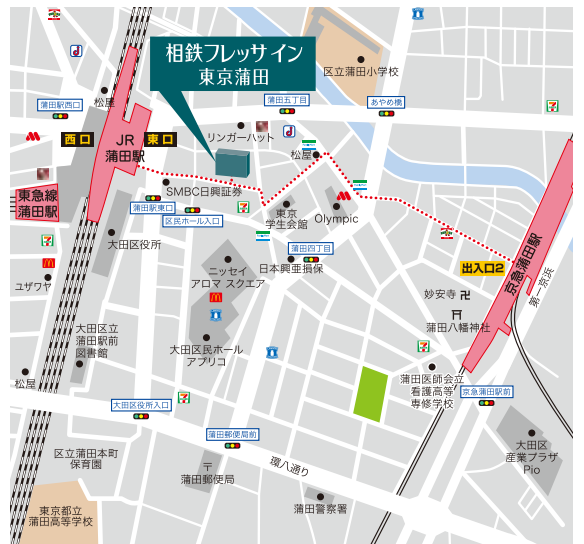 相鉄フレッサイン
東京蒲田
区立蒲田小学校
松屋
蒲田駅西口
蒲田五丁目
あやめ橋
西口
JR
蒲田駅
東口
リンガーハット
松屋
東急線
蒲田駅
SMBC日興証券
蒲田駅東口
区民ホール入口
東京
学生会館
Olympic
大田区役所
蒲田四丁目
日本興亜損保
ニッセイ
アロマ スクエア
出入口2
京急蒲田駅
第一京浜
ユザワヤ
妙安寺
蒲田八幡神社
大田区立
蒲田駅前
図書館
大田区民ホール
アプリコ
松屋
蒲田医師会立
看護高等
専修学校
京急蒲田駅前
大田区役所入口
蒲田郵便局前
大田区
産業プラザ
Pio
区立蒲田本町
保育園
環八通り
〒
蒲田郵便局
蒲田警察署
東京都立
蒲田高等学校